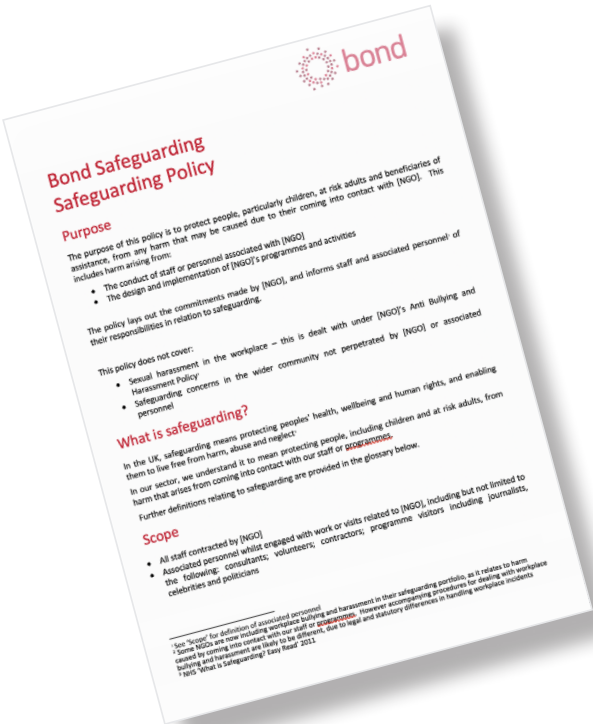 bond
Bond Safeguarding
Safeguarding Policy
Purpose
The purpose of this policy is to protect people, particularly children, at risk adults and beneficiaries of
assistance, from any harm that may be caused due to their coming into contact with [NGO]. This
includes harm arising from:
• The conduct of staff or personnel associated with [NGO]
• The design and implementation of [NGO]'s programmes and activities
The policy lays out the commitments made by [NGO], and informs staff and associated personnel¹ of
their responsibilities in relation to safeguarding.
This policy does not cover:
• Sexual harassment in the workplace – this is dealt with under [NGO]'s Anti Bullying and
Harassment Policy²
• Safeguarding concerns in the wider community not perpetrated by [NGO] or associated
personnel
What is safeguarding?
In the UK, safeguarding means protecting peoples' health, wellbeing and human rights, and enabling
them to live free from harm, abuse and neglect³
In our sector, we understand it to mean protecting people, including children and at risk adults, from
harm that arises from coming into contact with our staff or programmes.
Further definitions relating to safeguarding are provided in the glossary below.
Scope
• All staff contracted by [NGO]
• Associated personnel whilst engaged with work or visits related to [NGO], including but not limited to
the following: consultants; volunteers; contractors; programme visitors including journalists,
celebrities and politicians
¹ See 'Scope' for definition of associated personnel
² Some NGOs are now including workplace bullying and harassment in their safeguarding portfolio, as it relates to harm
caused by coming into contact with our staff or programmes. However accompanying procedures for dealing with workplace
bullying and harassment are likely to be different, due to legal and statutory differences in handling workplace incidents
³ NHS 'What is Safeguarding? Easy Read' 2011